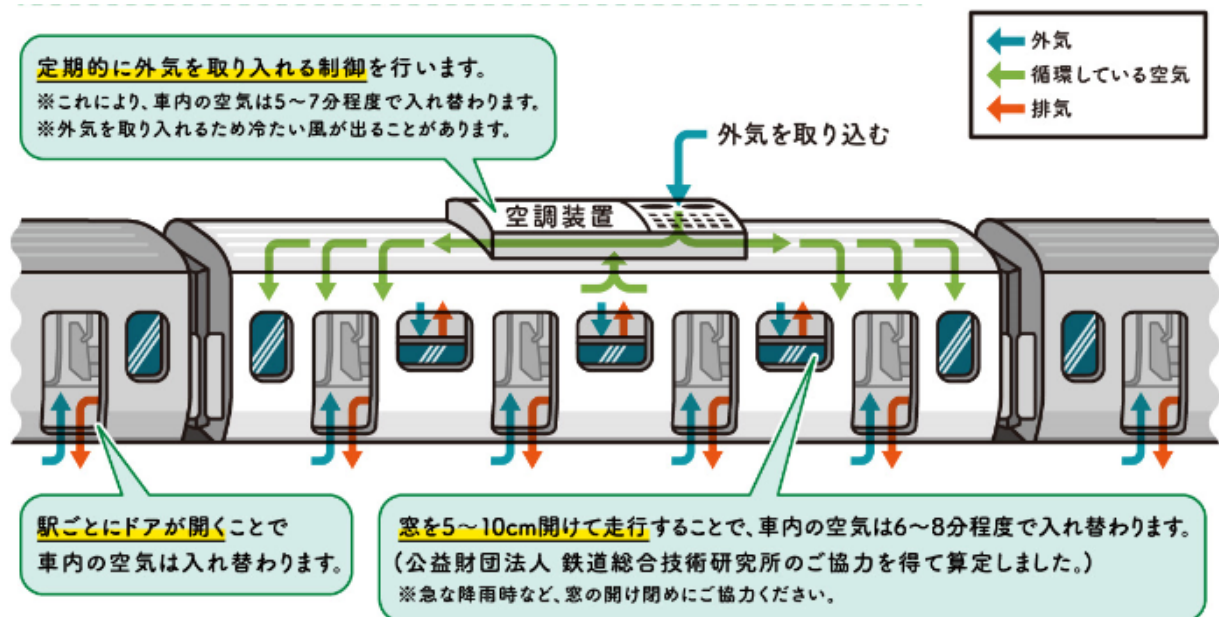 定期的に外気を取り入れる制御を行います。
※これにより、車内の空気は5～7分程度で入れ替わります。
※外気を取り入れるため冷たい風が出ることがあります。
外気
循環している空気
排気
外気を取り込む
空調装置
駅ごとにドアが開くことで
車内の空気は入れ替わります。
窓を5～10cm開けて走行することで、車内の空気は6～8分程度で入れ替わります。
(公益財団法人 鉄道総合技術研究所のご協力を得て算定しました。)
※急な降雨時など、窓の開け閉めにご協力ください。